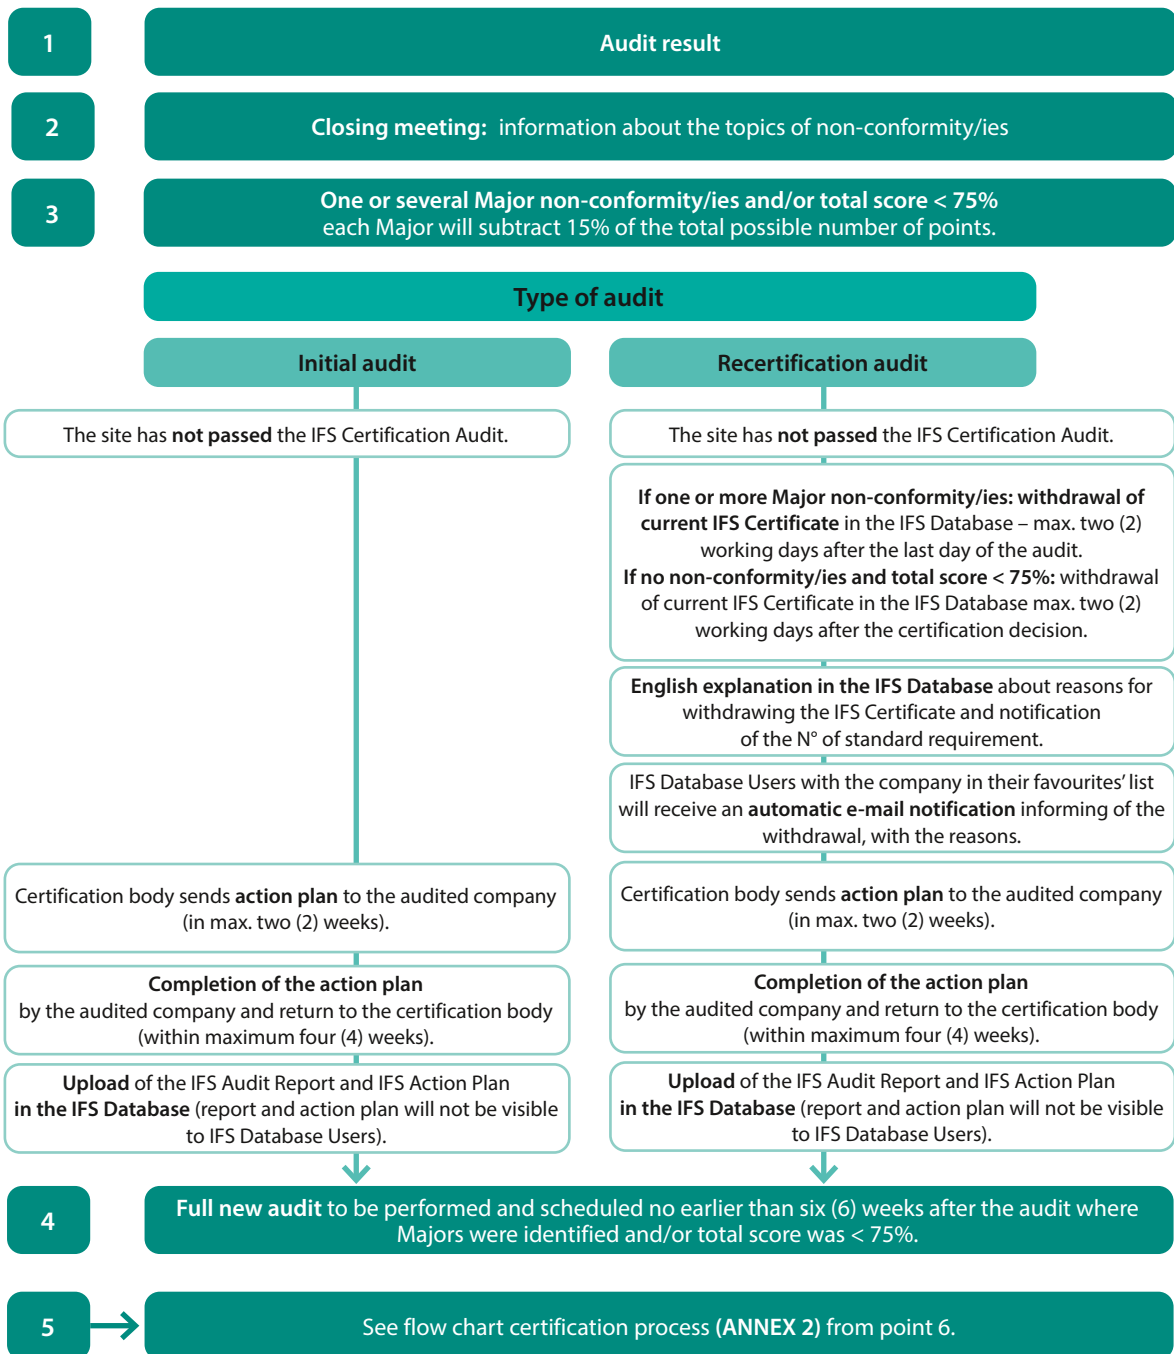 1
Audit result
2
Closing meeting: information about the topics of non-conformity/ies
3
One or several Major non-conformity/ies and/or total score < 75%
each Major will subtract 15% of the total possible number of points.
Type of audit
Initial audit
The site has not passed the IFS Certification Audit.
Certification body sends action plan to the audited company
(in max. two (2) weeks).
Completion of the action plan
by the audited company and return to the certification body
(within maximum four (4) weeks).
Upload of the IFS Audit Report and IFS Action Plan
in the IFS Database (report and action plan will not be visible
to IFS Database Users).
Recertification audit
The site has not passed the IFS Certification Audit.
If one or more Major non-conformity/ies: withdrawal of
current IFS Certificate in the IFS Database – max. two (2)
working days after the last day of the audit.
If no non-conformity/ies and total score < 75%: withdrawal
of current IFS Certificate in the IFS Database max. two (2)
working days after the certification decision.
English explanation in the IFS Database about reasons for
withdrawing the IFS Certificate and notification
of the N° of standard requirement.
IFS Database Users with the company in their favourites’ list
will receive an automatic e-mail notification informing of the
withdrawal, with the reasons.
Certification body sends action plan to the audited company
(in max. two (2) weeks).
Completion of the action plan
by the audited company and return to the certification body
(within maximum four (4) weeks).
Upload of the IFS Audit Report and IFS Action Plan
in the IFS Database (report and action plan will not be visible
to IFS Database Users).
4
Full new audit to be performed and scheduled no earlier than six (6) weeks after the audit where
Majors were identified and/or total score was < 75%.
5
See flow chart certification process (ANNEX 2) from point 6.